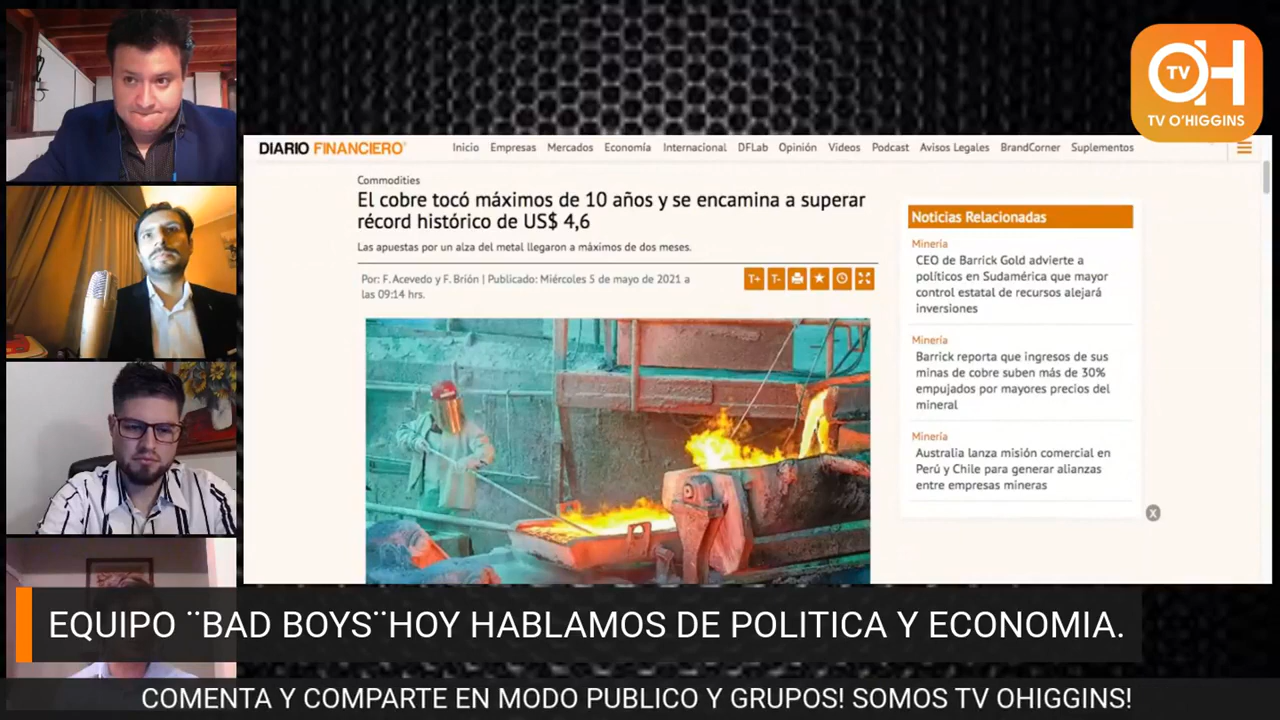 OH
TV
TV O'HIGGINS
DIARIO FINANCIERO
Inicio Empresas Mercados Economía Internacional DFLab Opinión Videos Podcast Avisos Legales BrandCorner Suplementos
Commodities
El cobre tocó máximos de 10 años y se encamina a superar
récord histórico de US$ 4,6
Las apuestas por un alza del metal llegaron a máximos de dos meses.
Por: F. Acevedo y F. Brión | Publicado: Miércoles 5 de mayo de 2021 a
las 09:14 hrs.
T+ T-
Noticias Relacionadas
Minería
CEO de Barrick Gold advierte a
políticos en Sudamérica que mayor
control estatal de recursos alejará
inversiones
Minería
Barrick reporta que ingresos de sus
minas de cobre suben más de 30%
empujados por mayores precios del
mineral
Minería
Australia lanza misión comercial en
Perú y Chile para generar alianzas
entre empresas mineras
X
EQUIPO ¨BAD BOYS¨HOY HABLAMOS DE POLITICA Y ECONOMIA.
COMENTA Y COMPARTE EN MODO PUBLICO Y GRUPOS! SOMOS TV OHIGGINS!